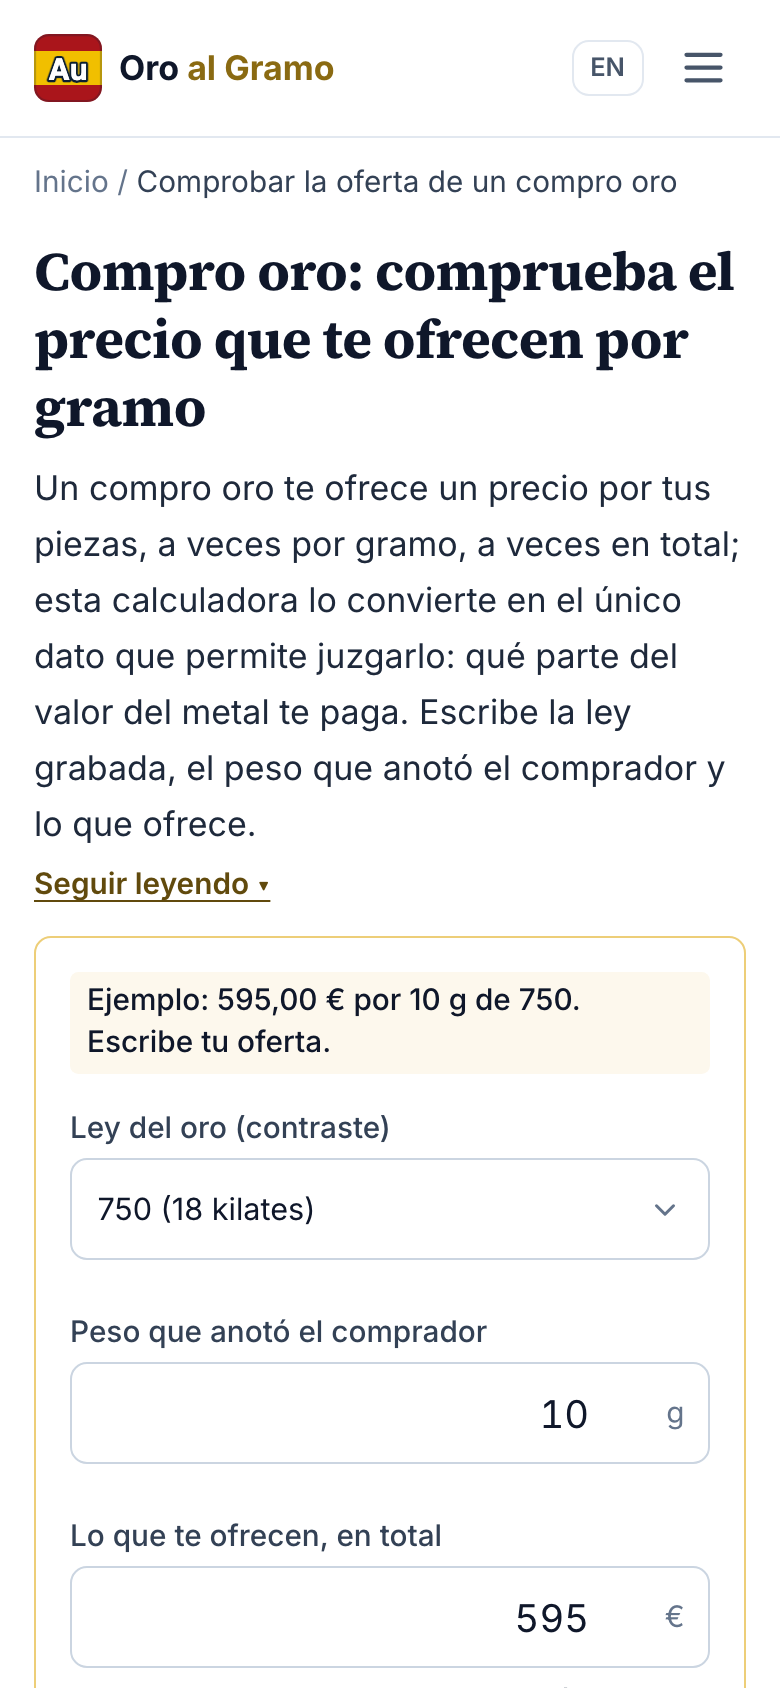 Au
Oro al Gramo
EN
Inicio / Comprobar la oferta de un compro oro
Compro oro: comprueba el
precio que te ofrecen por
gramo
Un compro oro te ofrece un precio por tus
piezas, a veces por gramo, a veces en total;
esta calculadora lo convierte en el único
dato que permite juzgarlo: qué parte del
valor del metal te paga. Escribe la ley
grabada, el peso que anotó el comprador y
lo que ofrece.
Seguir leyendo ▾
Ejemplo: 595,00 € por 10 g de 750.
Escribe tu oferta.
Ley del oro (contraste)
750 (18 kilates)
Peso que anotó el comprador
10 g
Lo que te ofrecen, en total
595 €